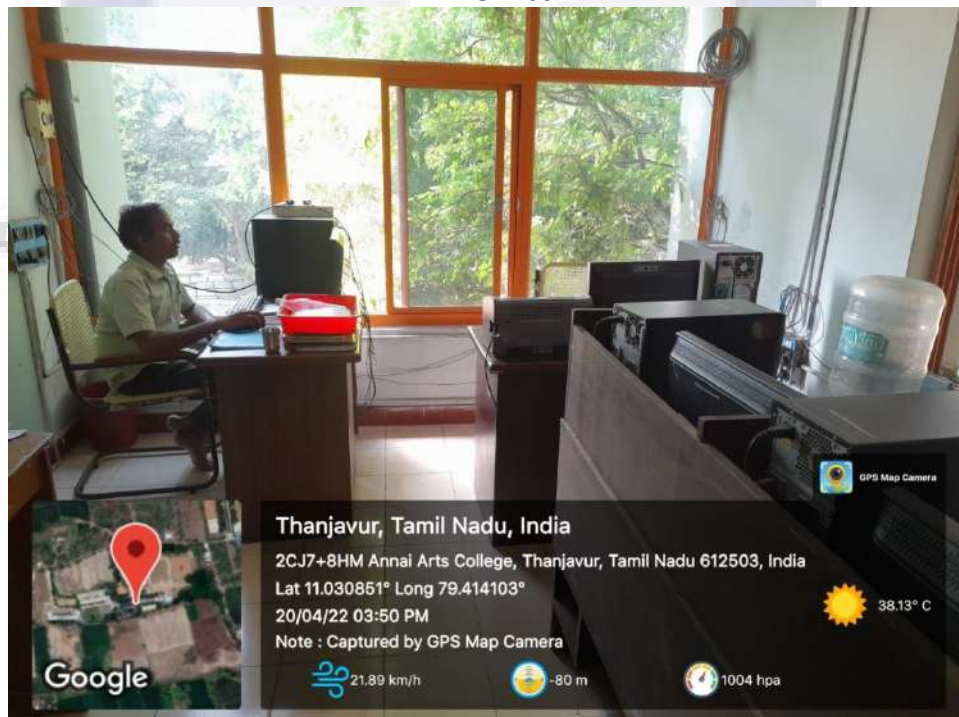 GPS Map Camera
Thanjavur, Tamil Nadu, India
2CJ7+8HM Annai Arts College, Thanjavur, Tamil Nadu 612503, India
Lat 11.030851° Long 79.414103°
20/04/22 03:50 PM
Note : Captured by GPS Map Camera
38.13° C
Google
21.89 km/h
-80 m
1004 hpa